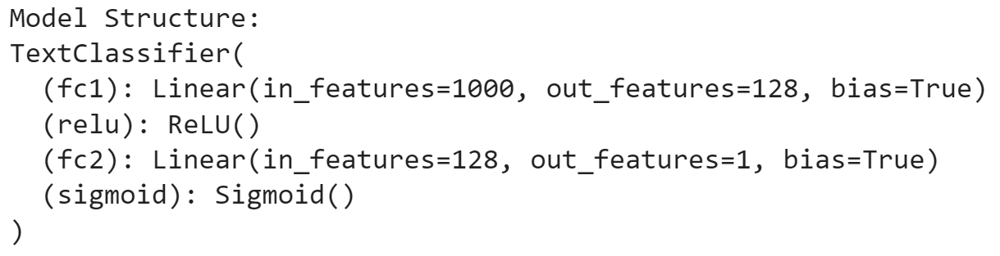 Model Structure:
TextClassifier(
  (fc1): Linear(in_features=1000, out_features=128, bias=True)
  (relu): ReLU()
  (fc2): Linear(in_features=128, out_features=1, bias=True)
  (sigmoid): Sigmoid()
)